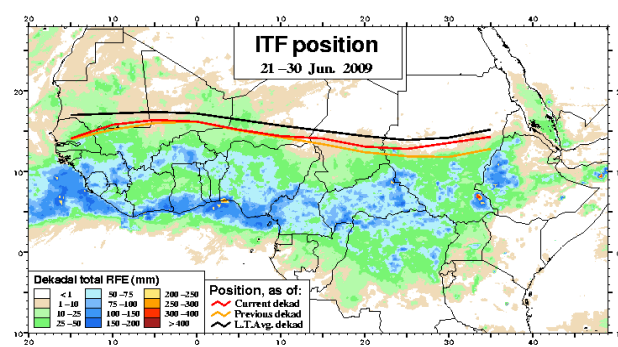 20 10 0 10 20 30 40
ITF position
21 –30 Jun. 2009
20 20
10 10
0 0
Dekadal total RFE (mm)
< 1 50 –75 200 –250
1 –10 75 –100 250 –300
10 –25 100 –150 300 –400
25 –50 150 –200 > 400
Position, as of:
Current dekad
Previous dekad
L.T.Avg. dekad
10 0 10 20 30 40